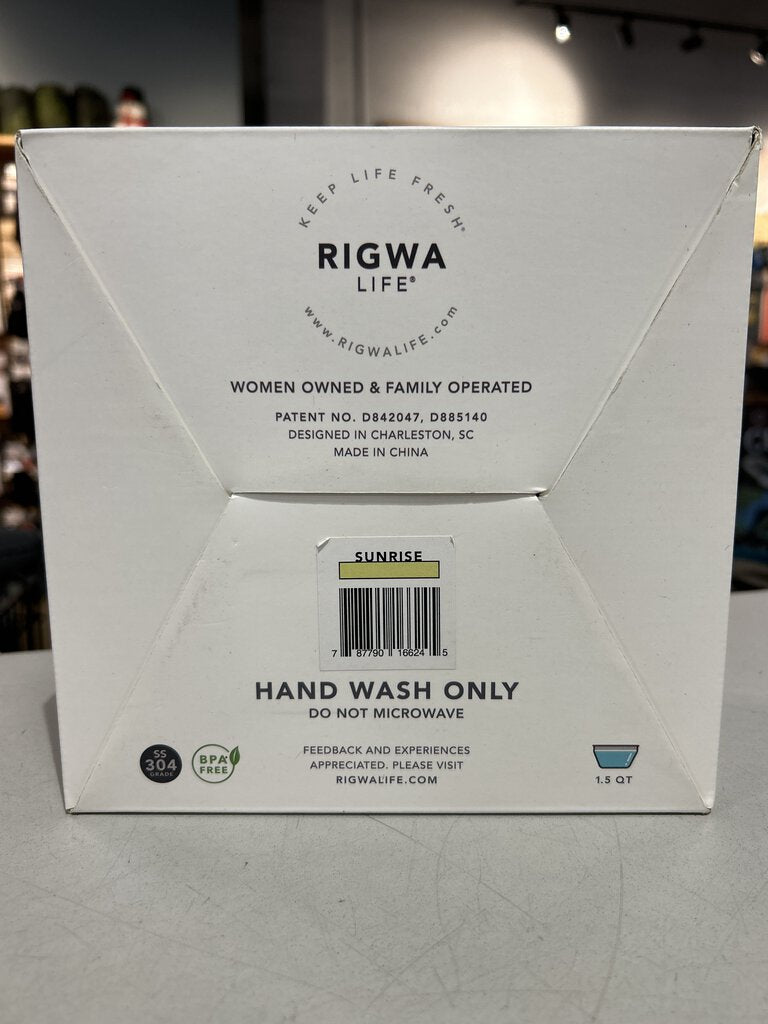 KEEP LIFE FRESH®
RIGWA
LIFE®
www.RIGWALIFE.com
WOMEN OWNED & FAMILY OPERATED
PATENT NO. D842047, D885140
DESIGNED IN CHARLESTON, SC
MADE IN CHINA
SUNRISE
7 87790 16624 5
HAND WASH ONLY
DO NOT MICROWAVE
SS
304
GRADE
BPA
FREE
FEEDBACK AND EXPERIENCES
APPRECIATED. PLEASE VISIT
RIGWALIFE.COM
1.5 QT